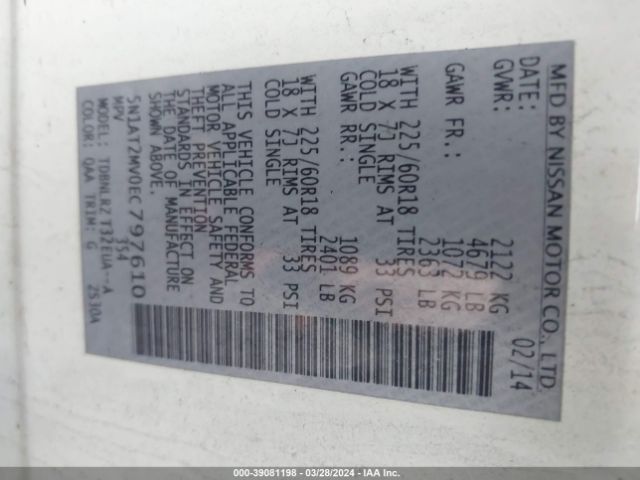 MFD BY NISSAN MOTOR CO., LTD.
DATE: 02/14
GVWR: 2122 KG
4679 LB
GAWR FR.: 1072 KG
2363 LB
WITH 225/60R18 TIRES
18 X 7J RIMS AT 33 PSI
COLD SINGLE
GAWR RR.: 1089 KG
2401 LB
WITH 225/60R18 TIRES
18 X 7J RIMS AT 33 PSI
COLD SINGLE
THIS VEHICLE CONFORMS TO
ALL APPLICABLE FEDERAL
MOTOR VEHICLE SAFETY AND
THEFT PREVENTION
STANDARDS IN EFFECT ON
THE DATE OF MANUFACTURE
SHOWN ABOVE.
5N1AT2MV0EC797610
MPV 354
MODEL: TDBNLRZ T32EUA--A
COLOR: QAA TRIM: G 2530A
000-39081198 - 03/28/2024 - IAA Inc.